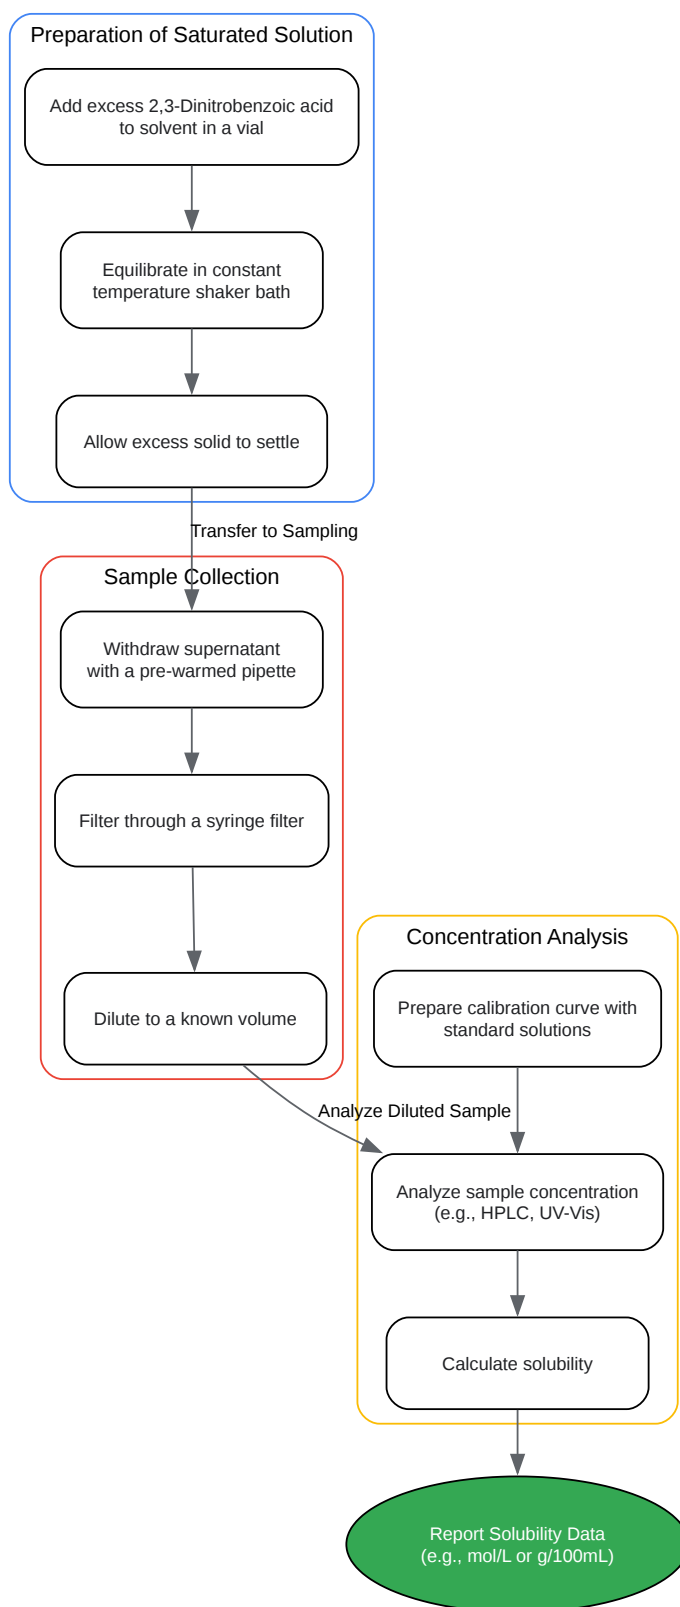 Preparation of Saturated Solution
Add excess 2,3-Dinitrobenzoic acid
to solvent in a vial
Equilibrate in constant
temperature shaker bath
Allow excess solid to settle
Transfer to Sampling
Sample Collection
Withdraw supernatant
with a pre-warmed pipette
Filter through a syringe filter
Dilute to a known volume
Concentration Analysis
Prepare calibration curve with
standard solutions
Analyze Diluted Sample
Analyze sample concentration
(e.g., HPLC, UV-Vis)
Calculate solubility
Report Solubility Data
(e.g., mol/L or g/100mL)